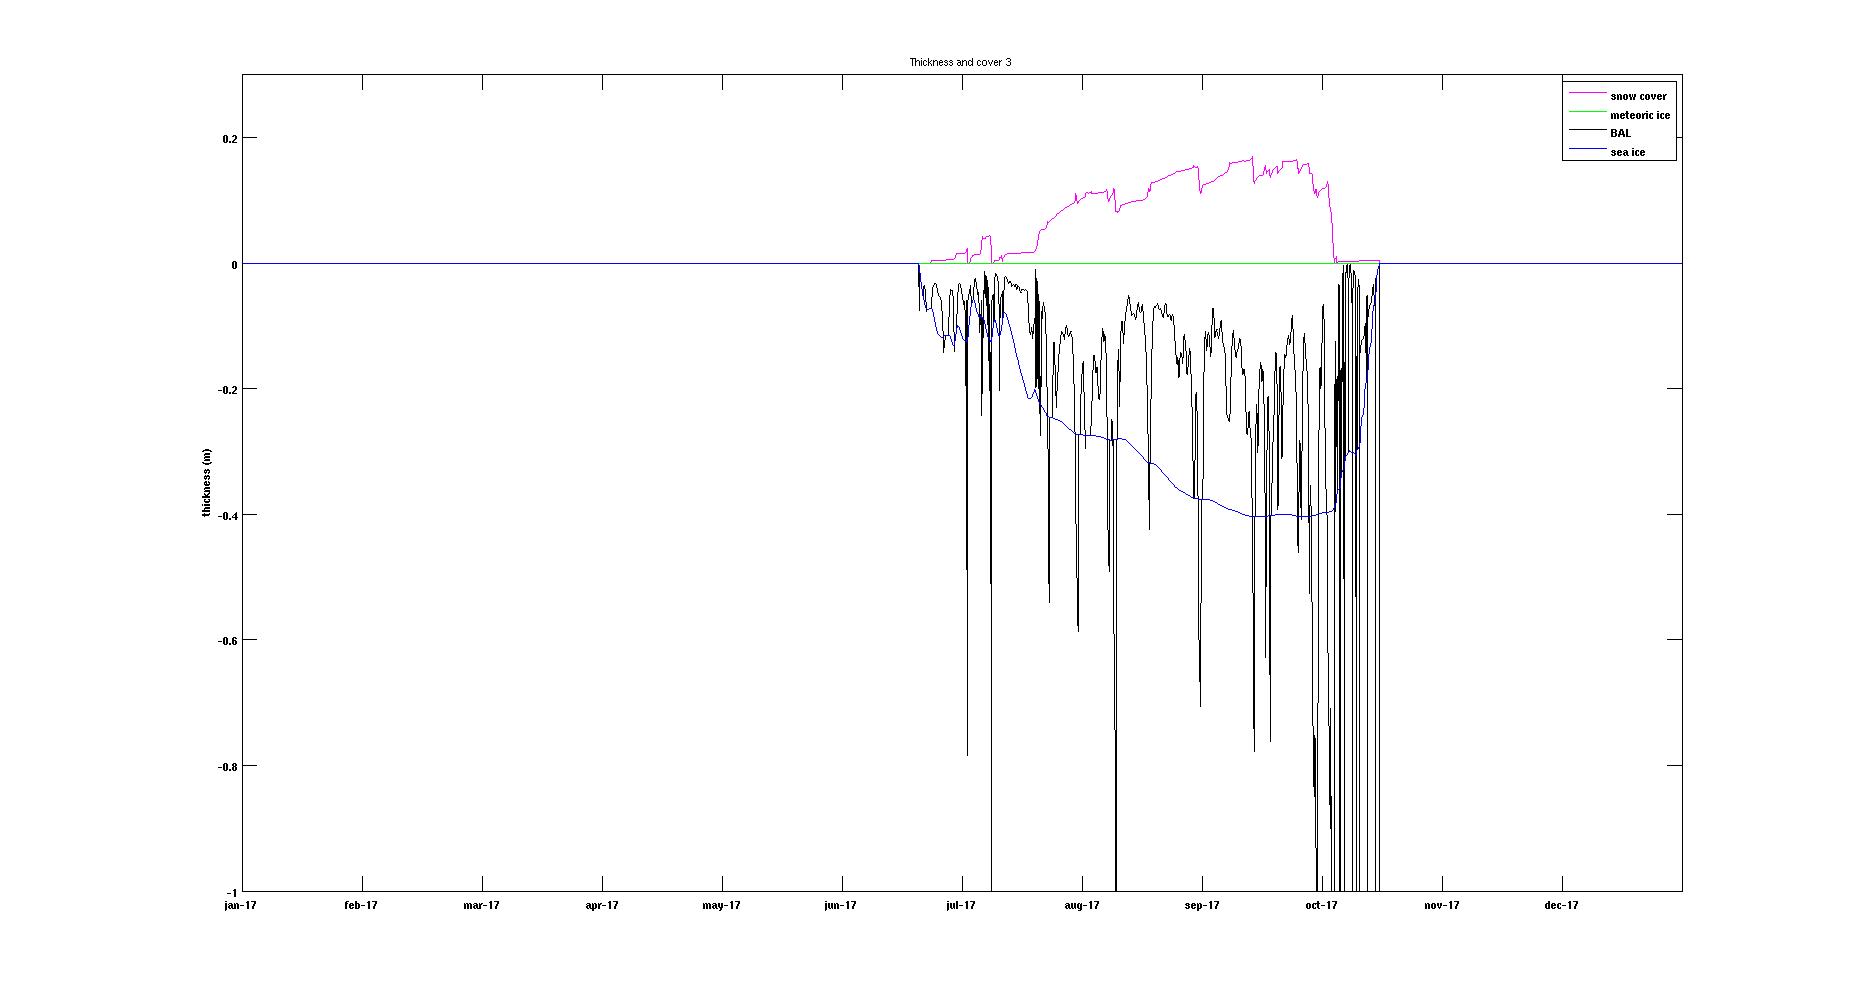 Thickness and cover 3
snow cover
meteoric ice
BAL
sea ice
thickness (m)
0.2
0
-0.2
-0.4
-0.6
-0.8
-1
jan-17 feb-17 mar-17 apr-17 may-17 jun-17 jul-17 aug-17 sep-17 oct-17 nov-17 dec-17